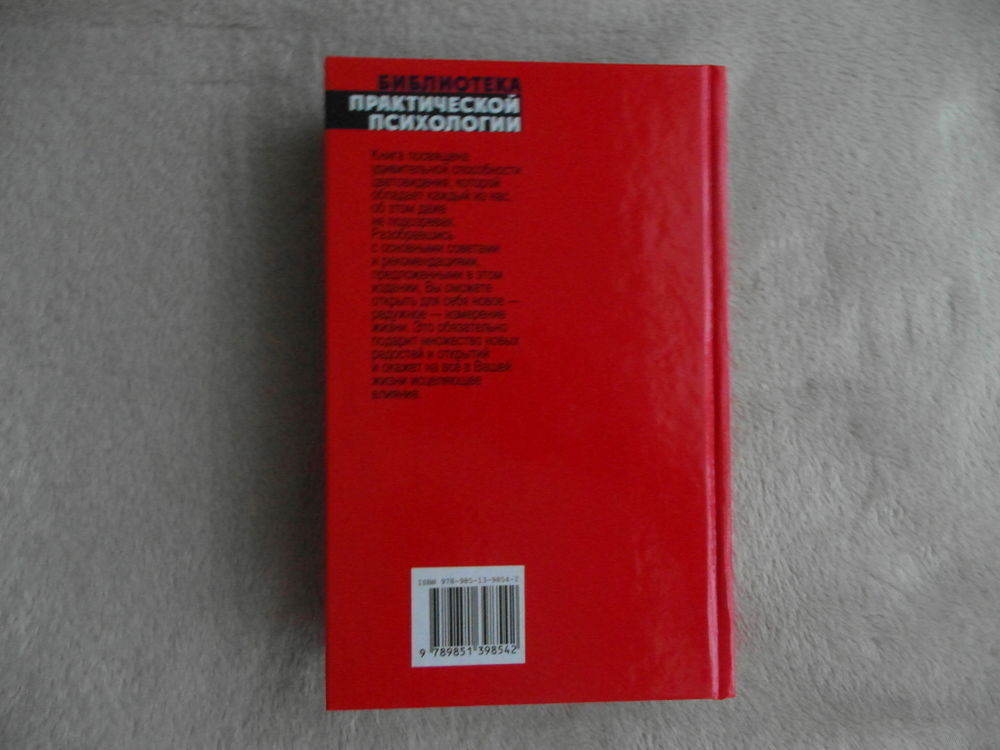 БИБЛИОТЕКА
ПРАКТИЧЕСКОЙ
ПСИХОЛОГИИ
Книга посвящена
удивительной способности
цветовидения, которой
обладает каждый из нас,
об этом даже
не подозревая.
Разобравшись
с основными советами
и рекомендациями,
предложенными в этом
издании, Вы сможете
открыть для себя новое —
радужное — измерение
жизни. Это обязательно
подарит множество новых
радостей и открытий
и окажет на всё в Вашей
жизни исцеляющее
влияние.
ISBN 978-985-13-9854-2
9 789851 398542